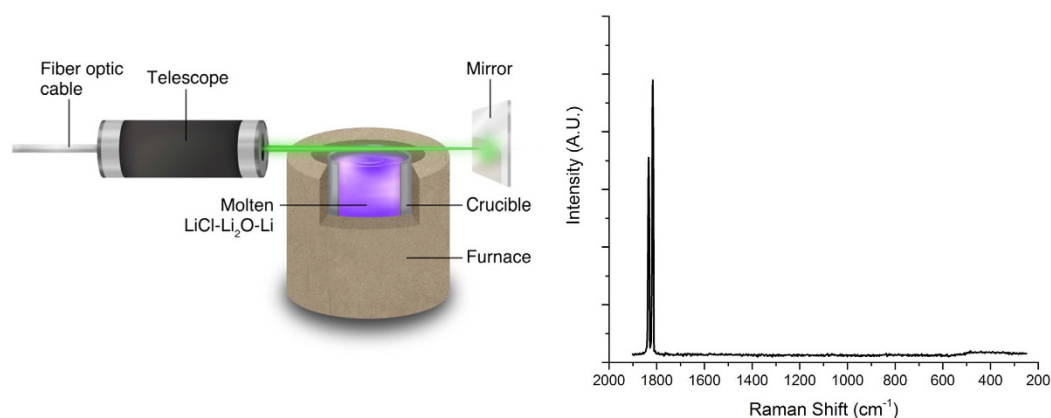 Fiber optic
cable
Telescope
Mirror
Molten
LiCl-Li₂O-Li
Crucible
Furnace
Intensity (A.U.)
2000 1800 1600 1400 1200 1000 800 600 400 200
Raman Shift (cm⁻¹)